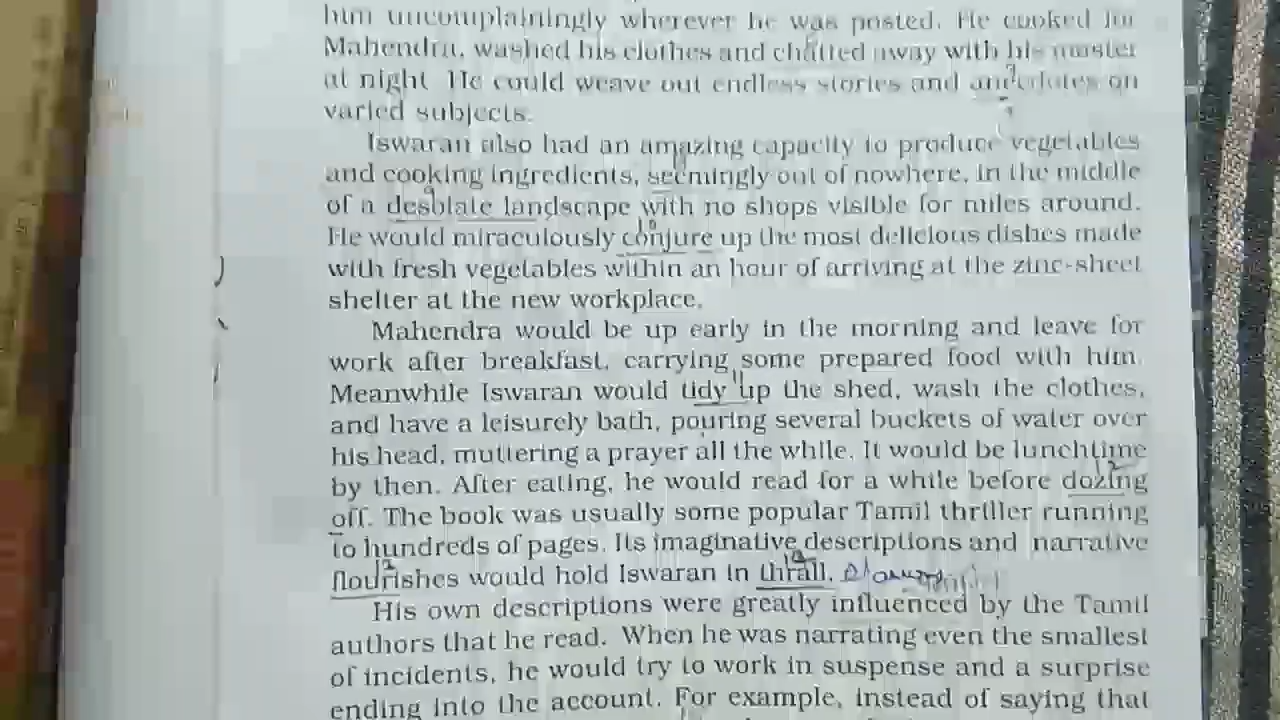 him uncomplainingly wherever he was posted. He cooked for
Mahendra, washed his clothes and chatted away with his master
at night. He could weave out endless stories and anecdotes on
varied subjects.
Iswaran also had an amazing capacity to produce vegetables
and cooking ingredients, seemingly out of nowhere, in the middle
of a desolate landscape with no shops visible for miles around.
He would miraculously conjure up the most delicious dishes made
with fresh vegetables within an hour of arriving at the zinc-sheet
shelter at the new workplace.
Mahendra would be up early in the morning and leave for
work after breakfast, carrying some prepared food with him.
Meanwhile Iswaran would tidy up the shed, wash the clothes,
and have a leisurely bath, pouring several buckets of water over
his head, muttering a prayer all the while. It would be lunchtime
by then. After eating, he would read for a while before dozing
off. The book was usually some popular Tamil thriller running
to hundreds of pages. Its imaginative descriptions and narrative
flourishes would hold Iswaran in thrall.
His own descriptions were greatly influenced by the Tamil
authors that he read. When he was narrating even the smallest
of incidents, he would try to work in suspense and a surprise
ending into the account. For example, instead of saying that